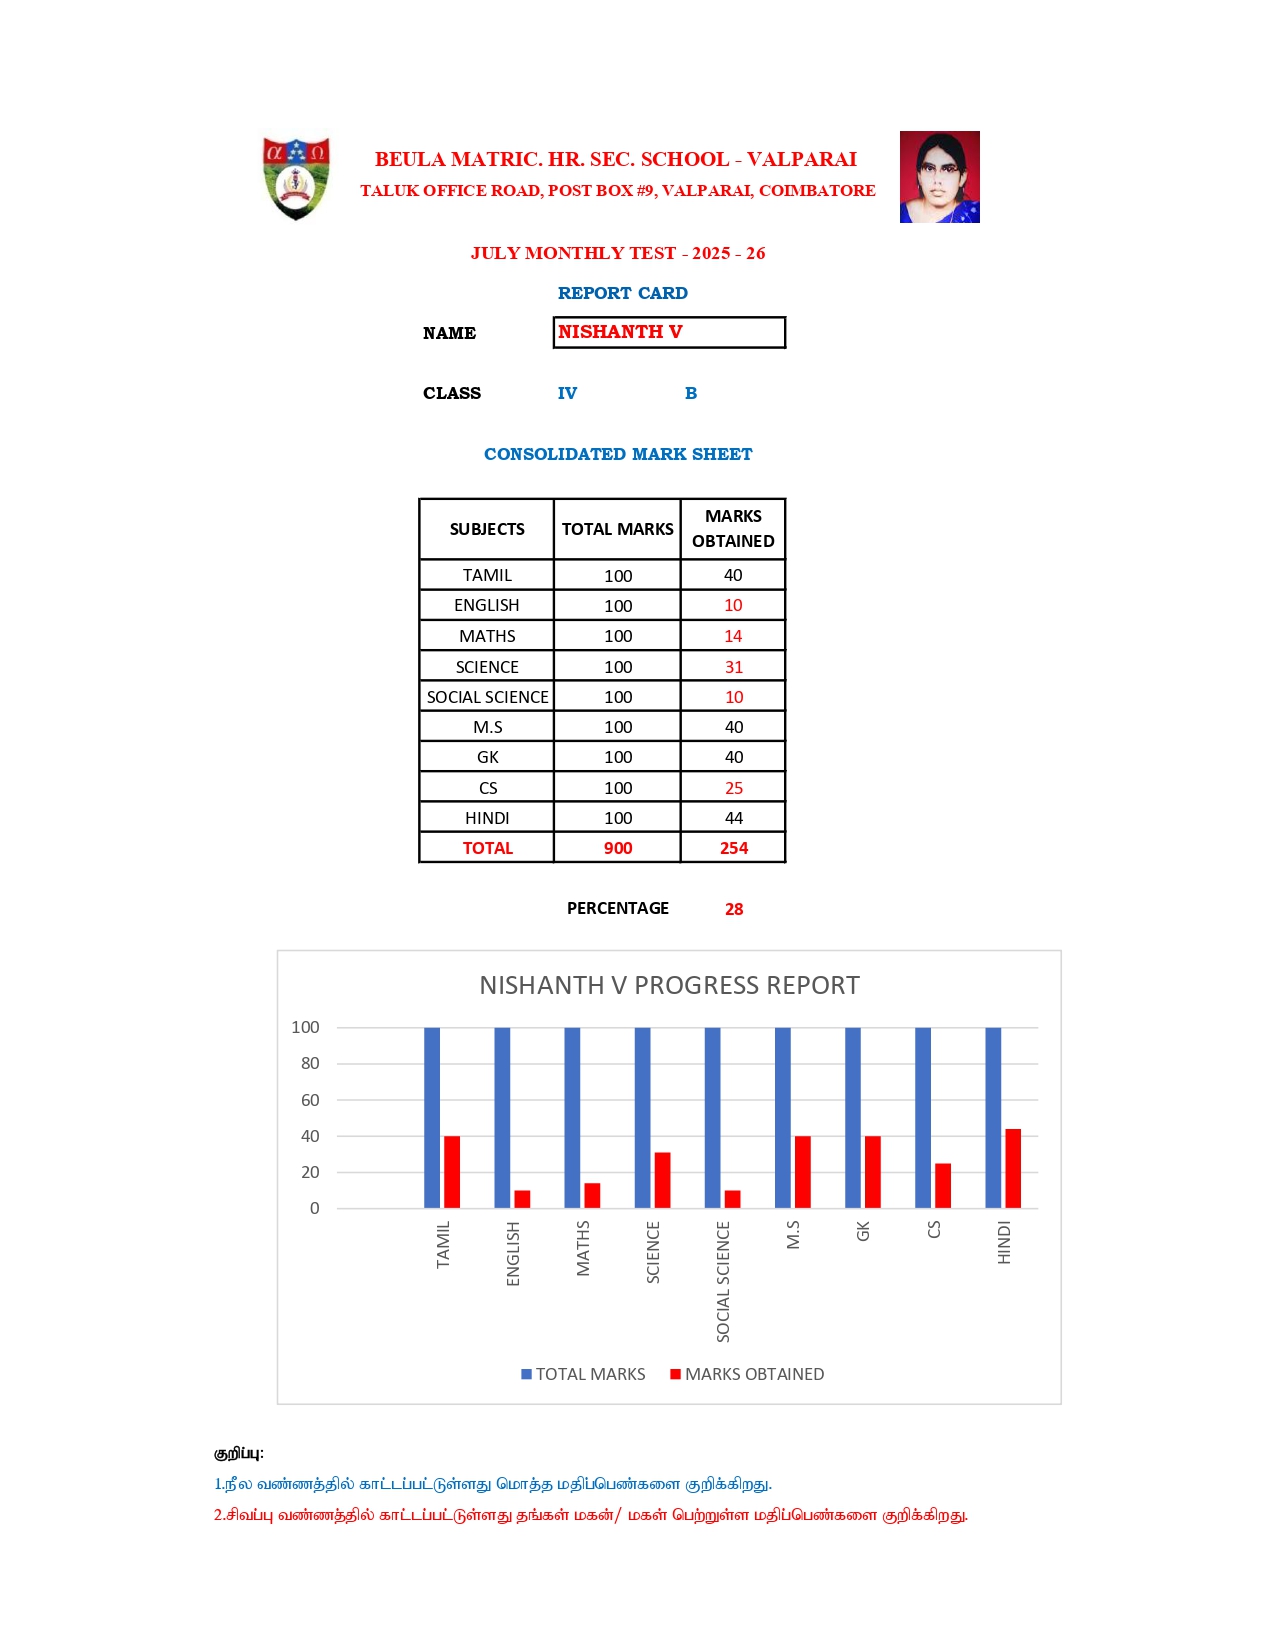 α Ω
BEULA MATRIC. HR. SEC. SCHOOL - VALPARAI
TALUK OFFICE ROAD, POST BOX #9, VALPARAI, COIMBATORE
JULY MONTHLY TEST - 2025 - 26
REPORT CARD
NAME NISHANTH V
CLASS IV B
CONSOLIDATED MARK SHEET
SUBJECTS TOTAL MARKS MARKS OBTAINED
TAMIL 100 40
ENGLISH 100 10
MATHS 100 14
SCIENCE 100 31
SOCIAL SCIENCE 100 10
M.S 100 40
GK 100 40
CS 100 25
HINDI 100 44
TOTAL 900 254
PERCENTAGE 28
NISHANTH V PROGRESS REPORT
100
80
60
40
20
0
TAMIL ENGLISH MATHS SCIENCE SOCIAL SCIENCE M.S GK CS HINDI
TOTAL MARKS MARKS OBTAINED
குறிப்பு:
1.நீல வண்ணத்தில் காட்டப்பட்டுள்ளது மொத்த மதிப்பெண்களை குறிக்கிறது.
2.சிவப்பு வண்ணத்தில் காட்டப்பட்டுள்ளது தங்கள் மகன்/ மகள் பெற்றுள்ள மதிப்பெண்களை குறிக்கிறது.